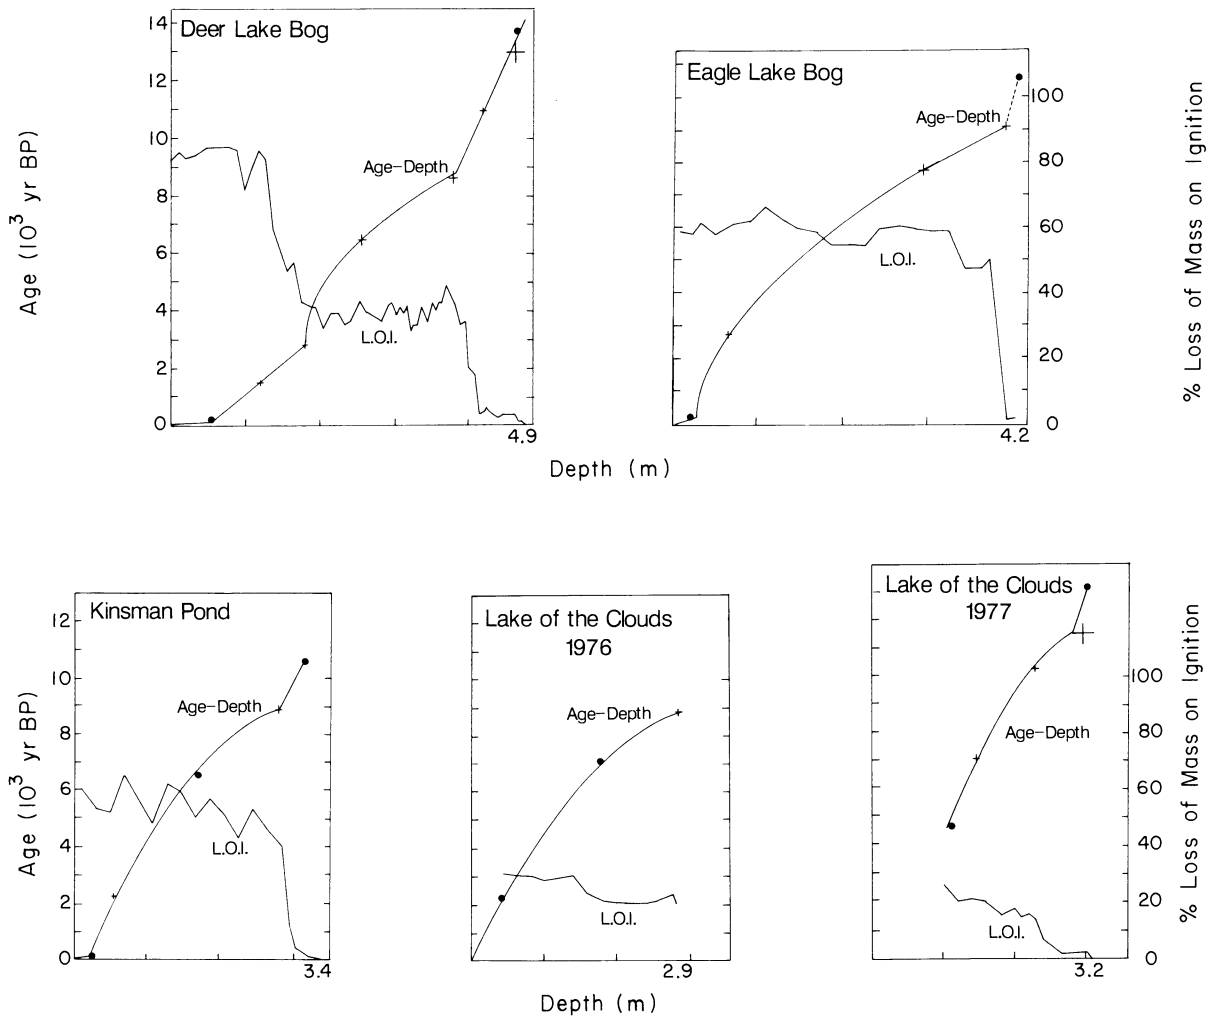 Deer Lake Bog
14
12
10
8
6
4
2
0
Age (10³ yr BP)
Age-Depth
L.O.I.
4.9
Eagle Lake Bog
Age-Depth
L.O.I.
100
80
60
40
20
0
4.2
% Loss of Mass on Ignition
Depth (m)
Kinsman Pond
12
10
8
6
4
2
0
Age (10³ yr BP)
Age-Depth
L.O.I.
3.4
Lake of the Clouds
1976
Age-Depth
L.O.I.
2.9
Lake of the Clouds
1977
Age-Depth
L.O.I.
100
80
60
40
20
0
3.2
% Loss of Mass on Ignition
Depth (m)